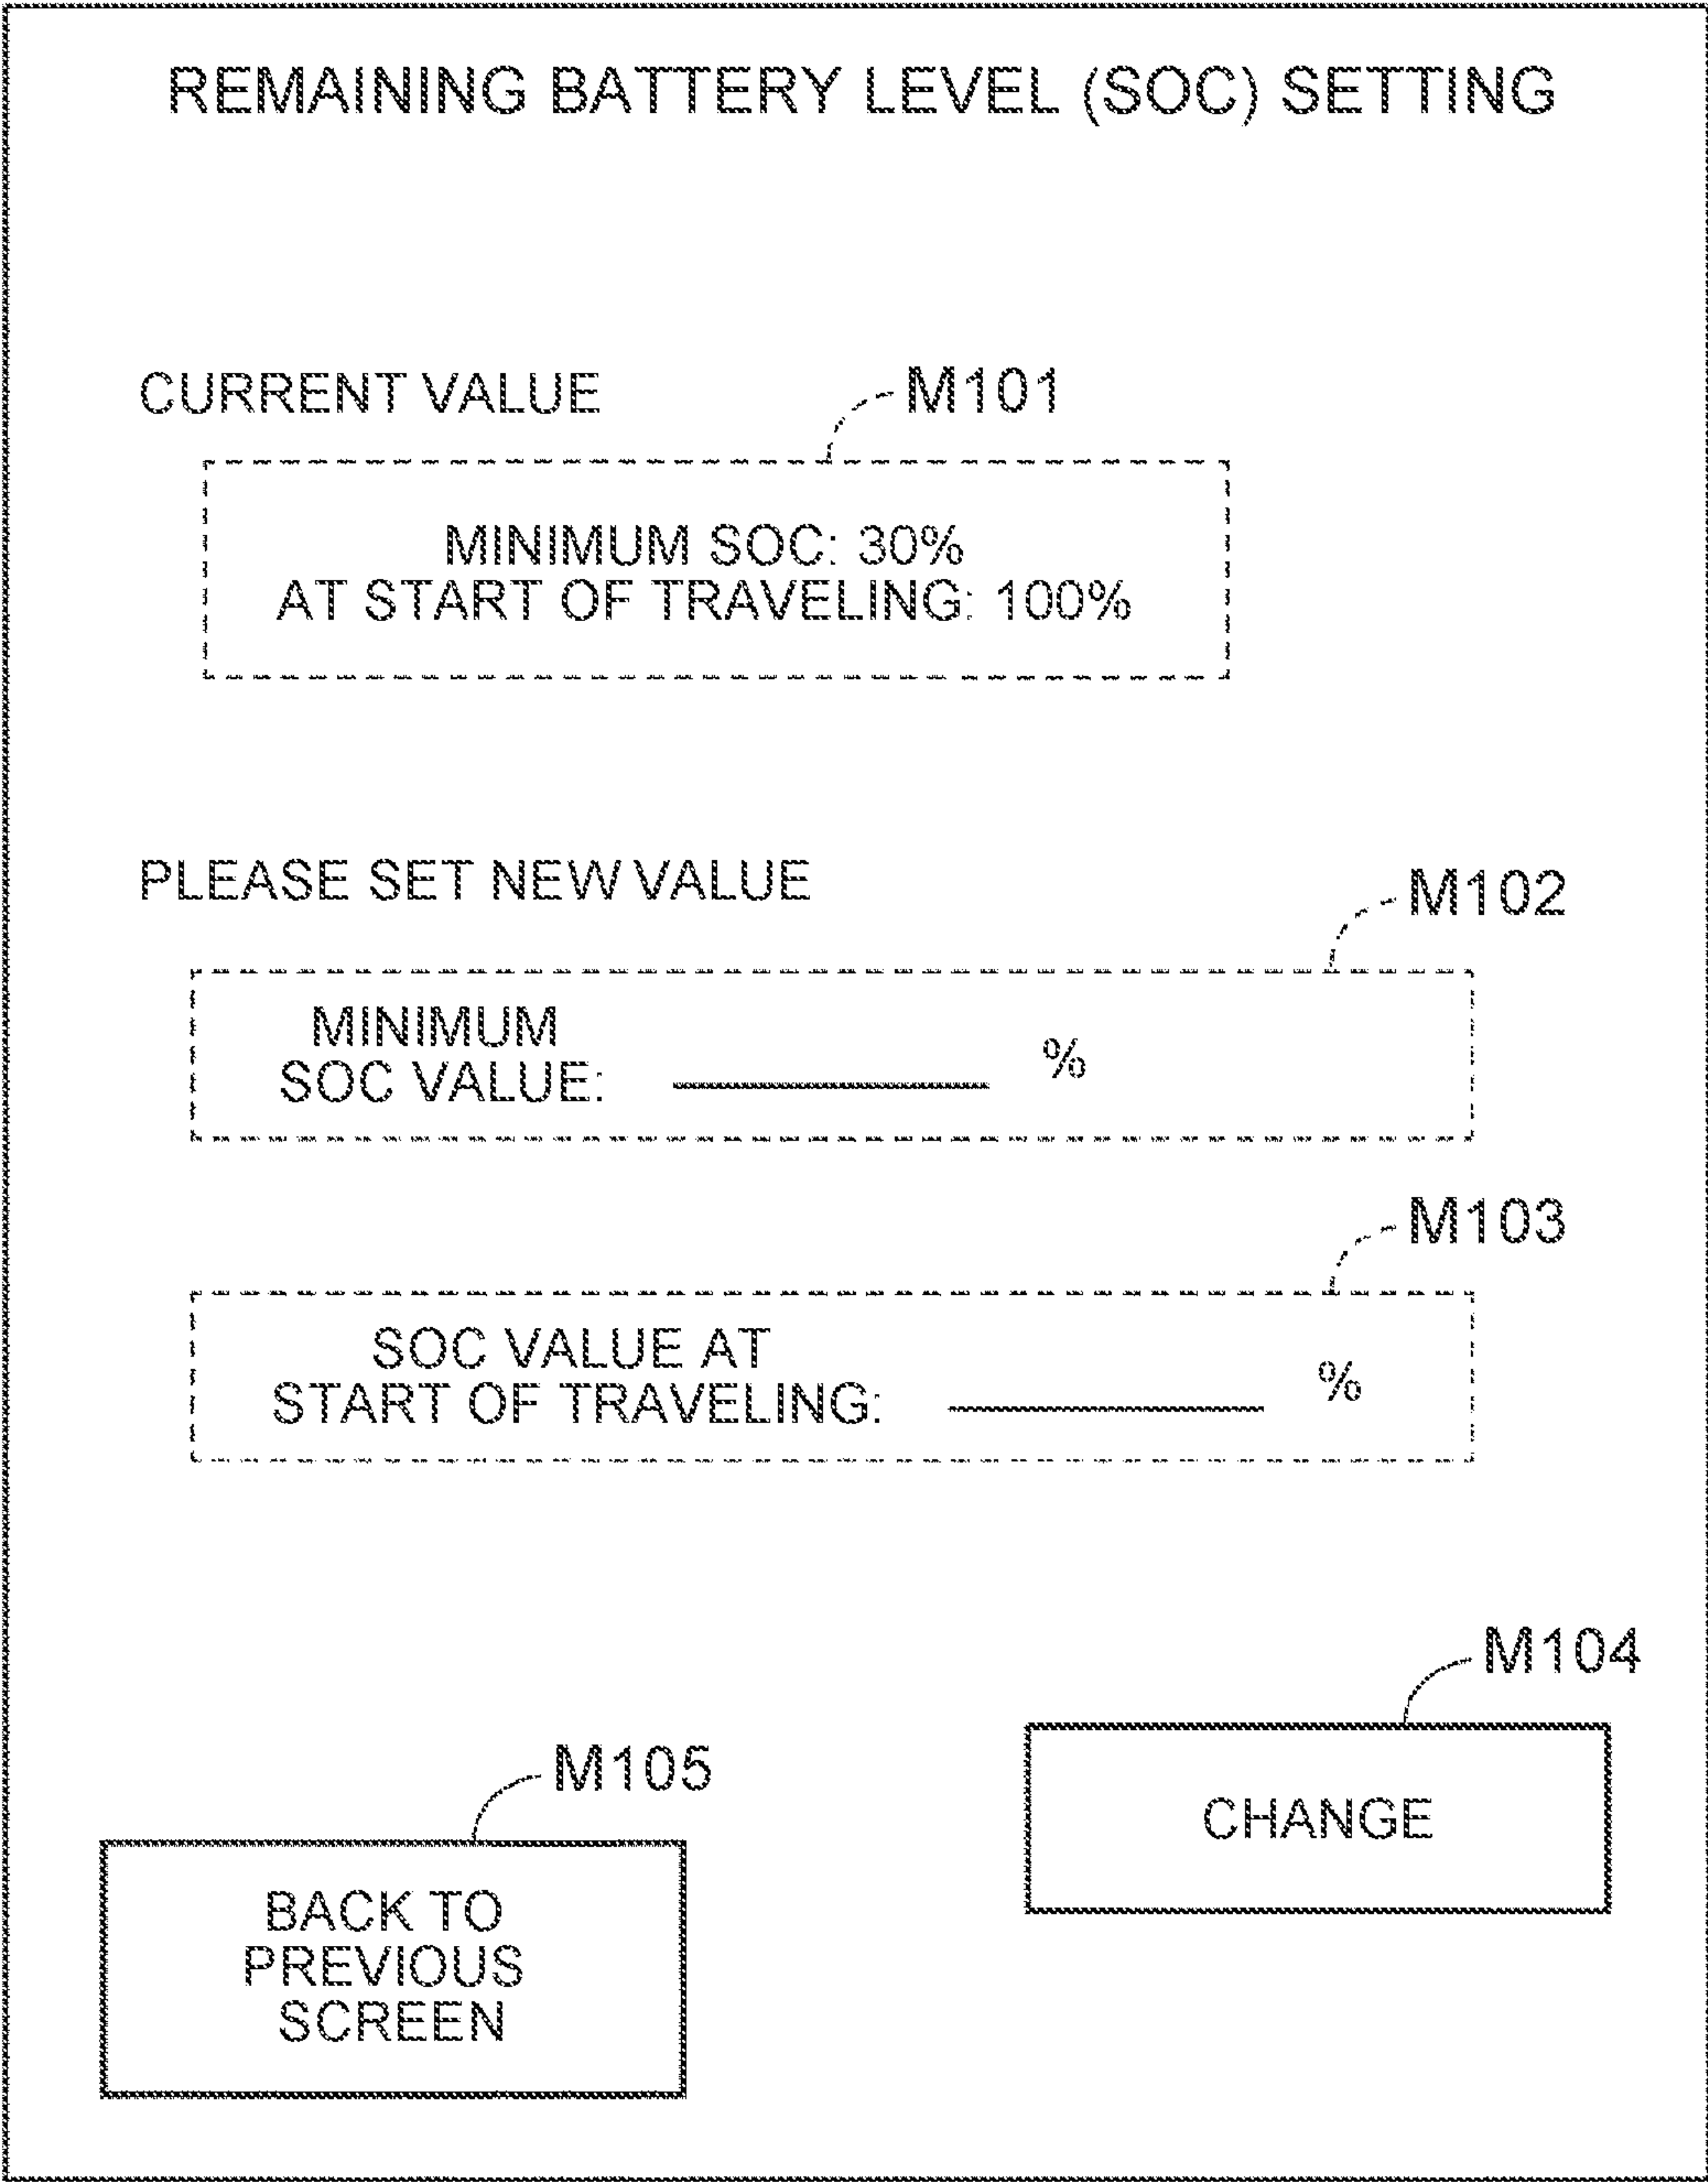 REMAINING BATTERY LEVEL (SOC) SETTING
CURRENT VALUE
M101
MINIMUM SOC: 30%
AT START OF TRAVELING: 100%
PLEASE SET NEW VALUE
M102
MINIMUM
SOC VALUE: %
M103
SOC VALUE AT
START OF TRAVELING: %
M104
CHANGE
M105
BACK TO
PREVIOUS
SCREEN